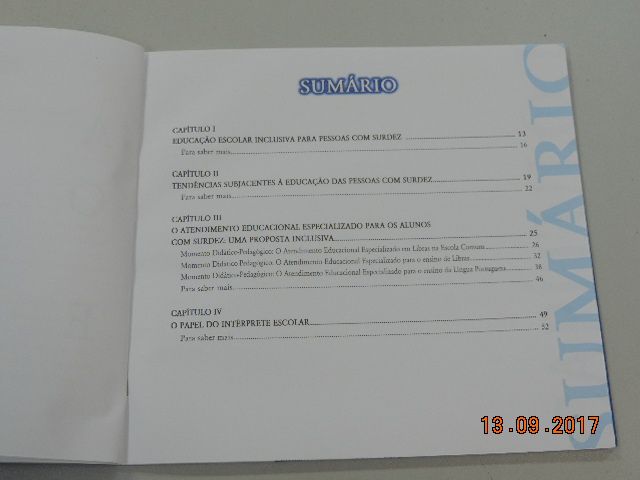 SUMÁRIO
CAPÍTULO I
EDUCAÇÃO ESCOLAR INCLUSIVA PARA PESSOAS COM SURDEZ 13
Para saber mais 16
CAPÍTULO II
TENDÊNCIAS SUBJACENTES À EDUCAÇÃO DAS PESSOAS COM SURDEZ 19
Para saber mais 22
CAPÍTULO III
O ATENDIMENTO EDUCACIONAL ESPECIALIZADO PARA OS ALUNOS
COM SURDEZ: UMA PROPOSTA INCLUSIVA 25
Momento Didático-Pedagógico: O Atendimento Educacional Especializado em Libras na Escola Comum 26
Momento Didático-Pedagógico: O Atendimento Educacional Especializado para o ensino de Libras 32
Momento Didático-Pedagógico: O Atendimento Educacional Especializado para o ensino da Língua Portuguesa 38
Para saber mais 46
CAPÍTULO IV
O PAPEL DO INTÉRPRETE ESCOLAR 49
Para saber mais 52
SUMÁRIO
13.09.2017